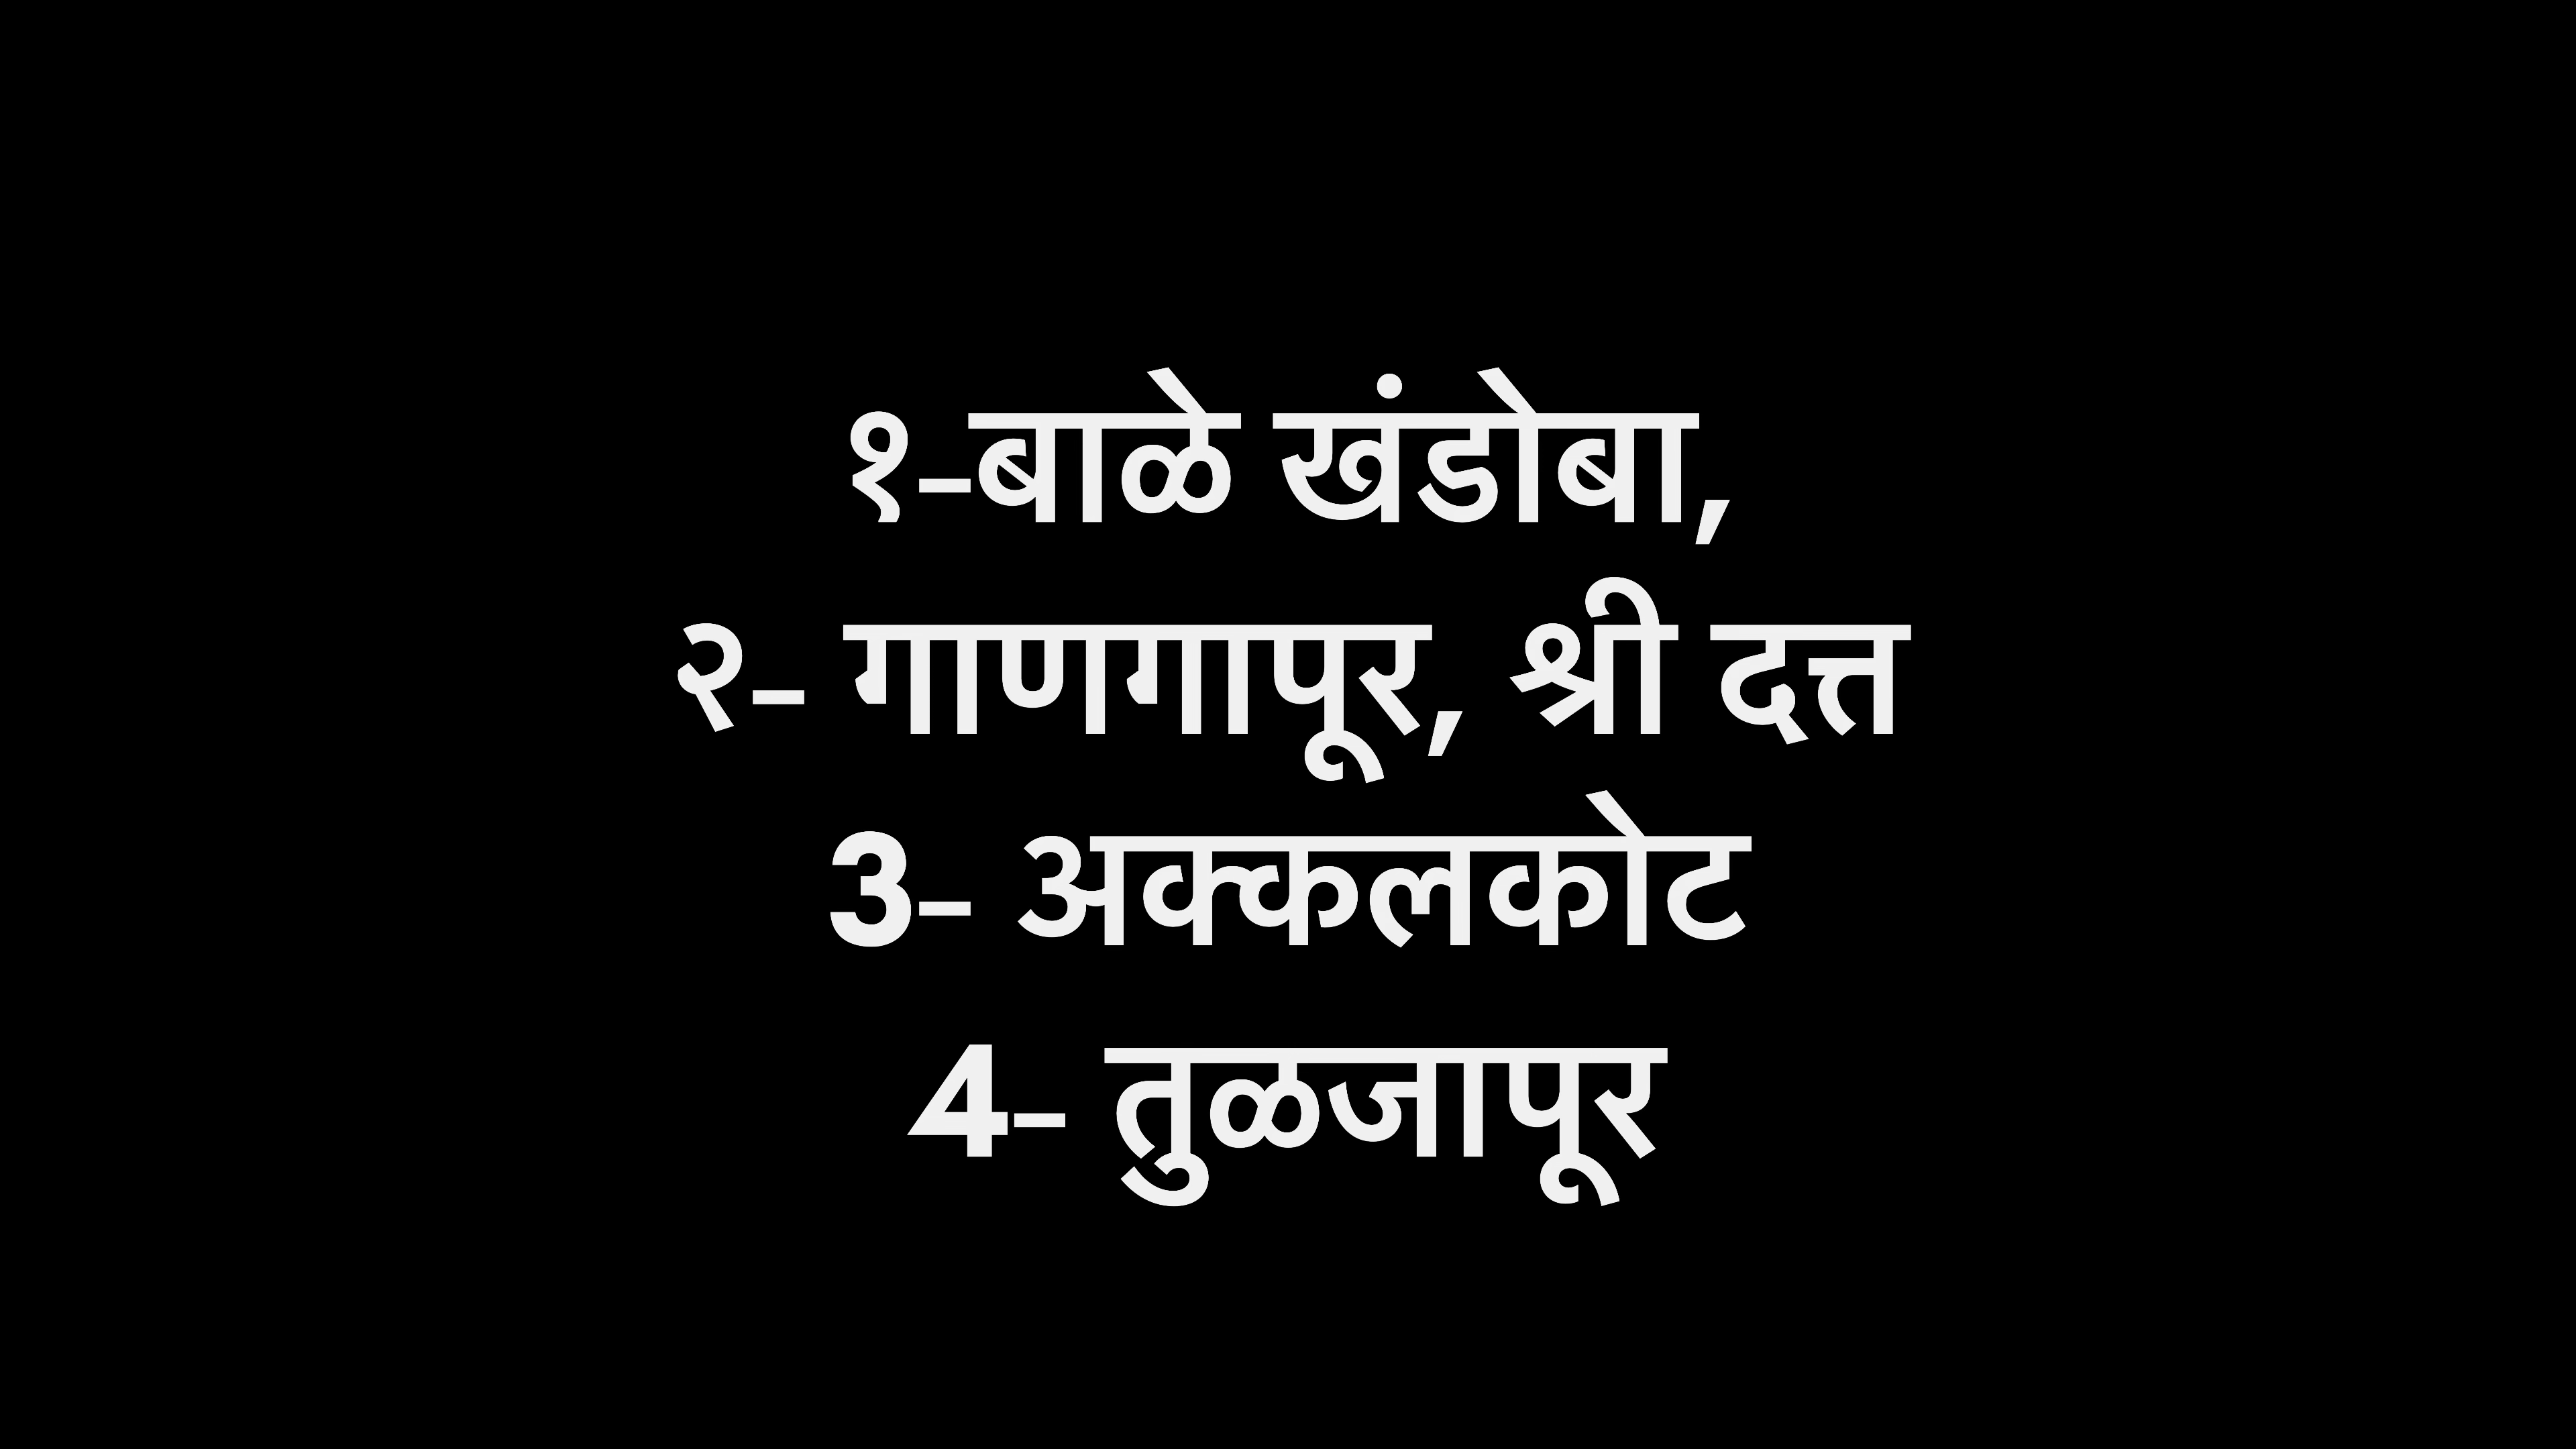 १-बाळे खंडोबा,
२- गाणगापूर, श्री दत्त
3- अक्कलकोट
4- तुळजापूर